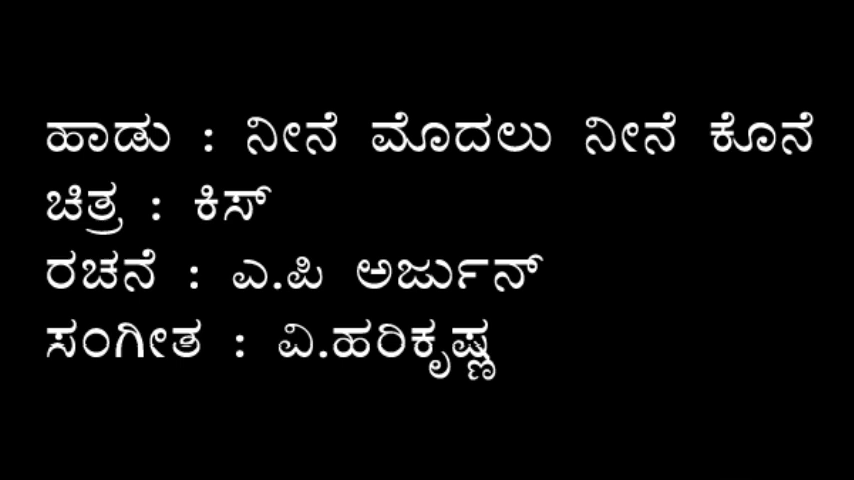 ಹಾಡು : ನೀನೆ ಮೊದಲು ನೀನೆ ಕೊನೆ
ಚಿತ್ರ : ಕಿಸ್
ರಚನೆ : ಎ.ಪಿ ಅರ್ಜುನ್
ಸಂಗೀತ : ವಿ.ಹರಿಕೃಷ್ಣ